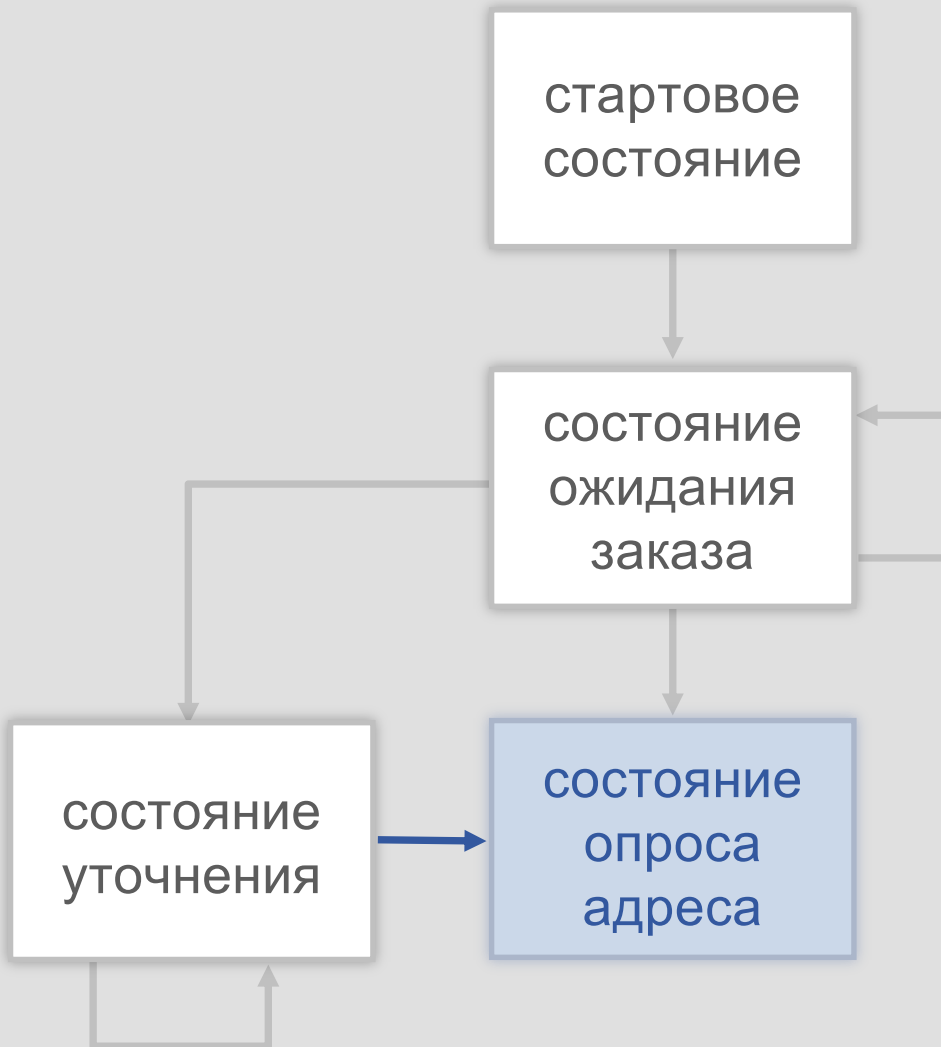 стартовое
состояние
состояние
ожидания
заказа
состояние
уточнения
состояние
опроса
адреса